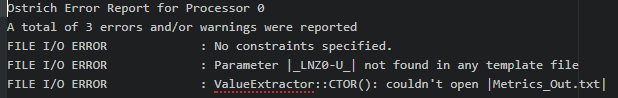 Ostrich Error Report for Processor 0
A total of 3 errors and/or warnings were reported
FILE I/O ERROR : No constraints specified.
FILE I/O ERROR : Parameter |_LNZ0-U_| not found in any template file
FILE I/O ERROR : ValueExtractor::CTOR(): couldn't open |Metrics_Out.txt|